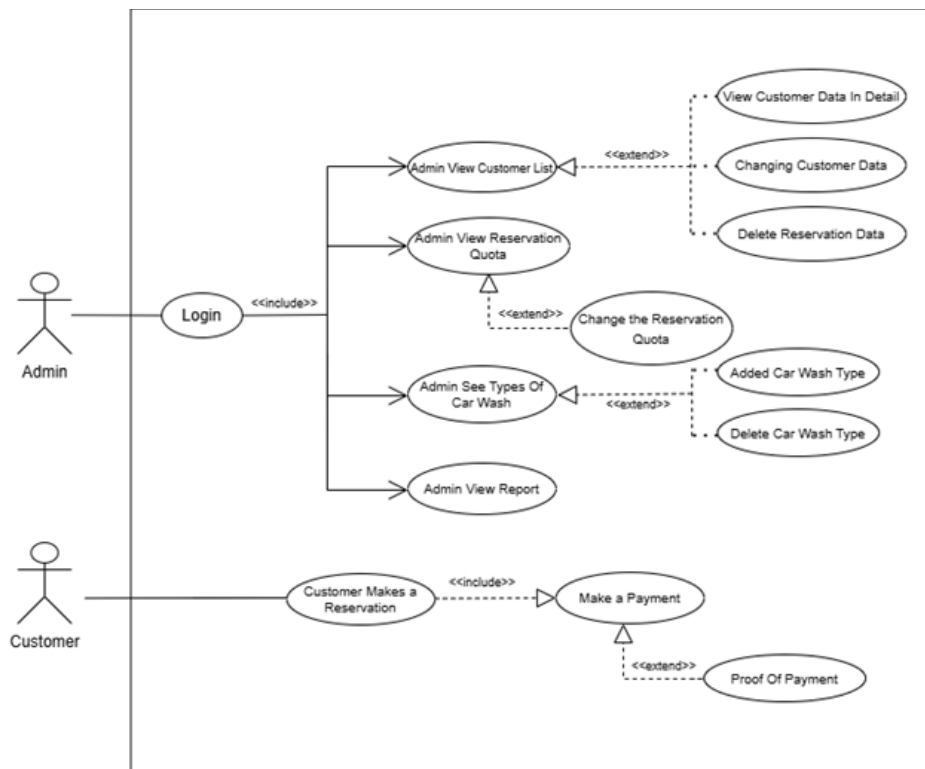 View Customer Data In Detail
<<extend>>
Admin View Customer List
Changing Customer Data
Admin View Reservation
Quota
Delete Reservation Data
<<include>>
Login
<<extend>>
Change the Reservation
Quota
Admin
Admin See Types Of
Car Wash
<<extend>>
Added Car Wash Type
Delete Car Wash Type
Admin View Report
Customer Makes a
Reservation
<<include>>
Make a Payment
Customer
<<extend>>
Proof Of Payment